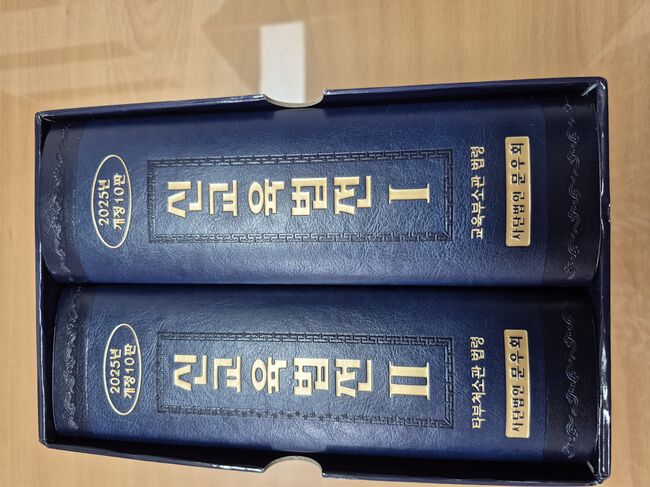 2025년
개정10판
신교육법전 I
교육부소관 법령
사단법인 문우회
2025년
개정10판
신교육법전 II
타부처소관 법령
사단법인 문우회